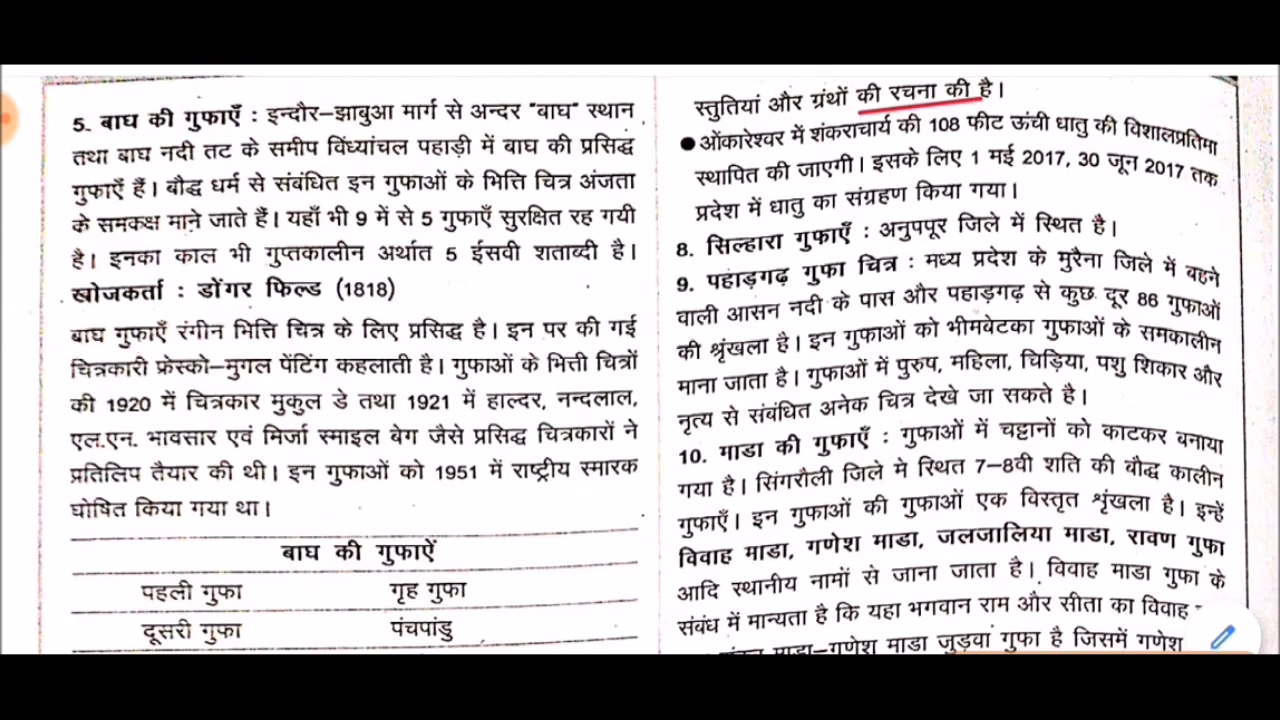 5. बाघ की गुफाएँ : इन्दौर–झाबुआ मार्ग से अन्दर "बाघ" स्थान
तथा बाघ नदी तट के समीप विंध्यांचल पहाड़ी में बाघ की प्रसिद्ध
गुफाएँ हैं। बौद्ध धर्म से संबंधित इन गुफाओं के भित्ति चित्र अंजता
के समकक्ष माने जाते हैं। यहाँ भी 9 में से 5 गुफाएँ सुरक्षित रह गयी
है। इनका काल भी गुप्तकालीन अर्थात 5 ईसवी शताब्दी है।
खोजकर्ता : डोंगर फिल्ड (1818)
बाघ गुफाएँ रंगीन भित्ति चित्र के लिए प्रसिद्ध है। इन पर की गई
चित्रकारी फ्रेस्को–मुगल पेंटिंग कहलाती है। गुफाओं के भित्ती चित्रों
की 1920 में चित्रकार मुकुल डे तथा 1921 में हाल्दर, नन्दलाल,
एल.एन. भावसार एवं मिर्जा स्माइल बेग जैसे प्रसिद्ध चित्रकारों ने
प्रतिलिप तैयार की थी। इन गुफाओं को 1951 में राष्ट्रीय स्मारक
घोषित किया गया था।
बाघ की गुफाऐं
पहली गुफा गृह गुफा
दूसरी गुफा पंचपांडु
स्तुतियां और ग्रंथों की रचना की है।
● ओंकारेश्वर में शंकराचार्य की 108 फीट ऊंची धातु की विशालप्रतिमा
स्थापित की जाएगी। इसके लिए 1 मई 2017, 30 जून 2017 तक
प्रदेश में धातु का संग्रहण किया गया।
8. सिल्हारा गुफाएँ : अनुपपूर जिले में स्थित है।
9. पहाड़गढ़ गुफा चित्र : मध्य प्रदेश के मुरैना जिले में बहने
वाली आसन नदी के पास और पहाड़गढ़ से कुछ दूर 86 गुफाओं
की श्रृंखला है। इन गुफाओं को भीमवेटका गुफाओं के समकालीन
माना जाता है। गुफाओं में पुरुष, महिला, चिड़िया, पशु शिकार और
नृत्य से संबंधित अनेक चित्र देखे जा सकते है।
10. माडा की गुफाएँ : गुफाओं में चट्टानों को काटकर बनाया
गया है। सिंगरौली जिले मे स्थित 7–8वी शति की बौद्ध कालीन
गुफाएँ। इन गुफाओं की गुफाओं एक विस्तृत शृंखला है। इन्हें
विवाह माडा, गणेश माडा, जलजालिया माडा, रावण गुफा
आदि स्थानीय नामों से जाना जाता है। विवाह माडा गुफा के
संबंध में मान्यता है कि यहा भगवान राम और सीता का विवाह
माडा–गणेश माडा जुड़वा गुफा है जिसमें गणेश